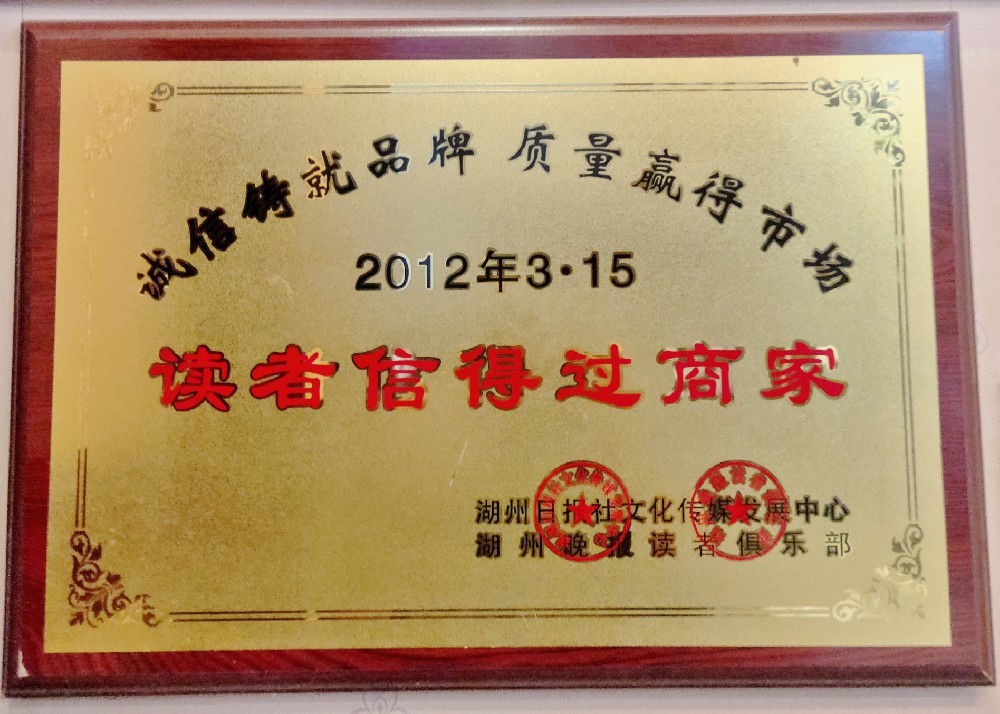 诚信铸就品牌 质量赢得市场
2012年3·15
读者信得过商家
湖州日报社文化传媒发展中心
湖州晚报读者俱乐部